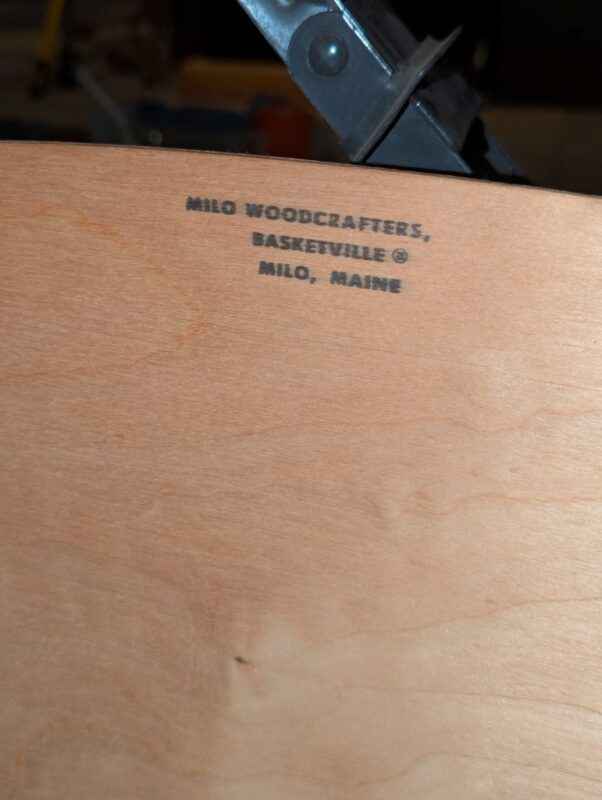 MILO WOODCRAFTERS,
BASKETVILLE ®
MILO, MAINE